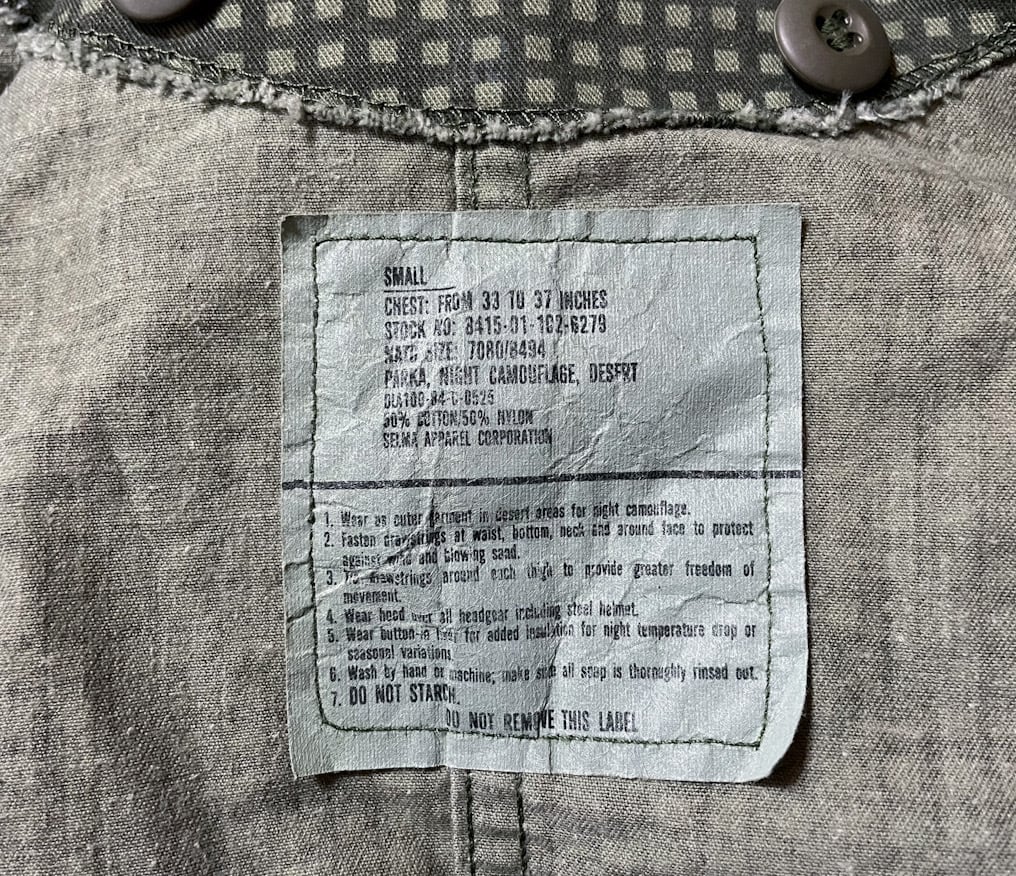 SMALL
CHEST: FROM 33 TO 37 INCHES
STOCK NO: 8415-01-102-6279
NATO SIZE: 7080/8494
PARKA, NIGHT CAMOUFLAGE, DESERT
DLA100-84-C-0525
50% COTTON/50% NYLON
SELMA APPAREL CORPORATION
1. Wear as outer garment in desert areas for night camouflage.
2. Fasten drawstrings at waist, bottom, neck and around face to protect
against wind and blowing sand.
3. Tie drawstrings around each thigh to provide greater freedom of
movement.
4. Wear hood over all headgear including steel helmet.
5. Wear button-in liner for added insulation for night temperature drop or
seasonal variations
6. Wash by hand or machine; make sure all soap is thoroughly rinsed out.
7. DO NOT STARCH.
DO NOT REMOVE THIS LABEL